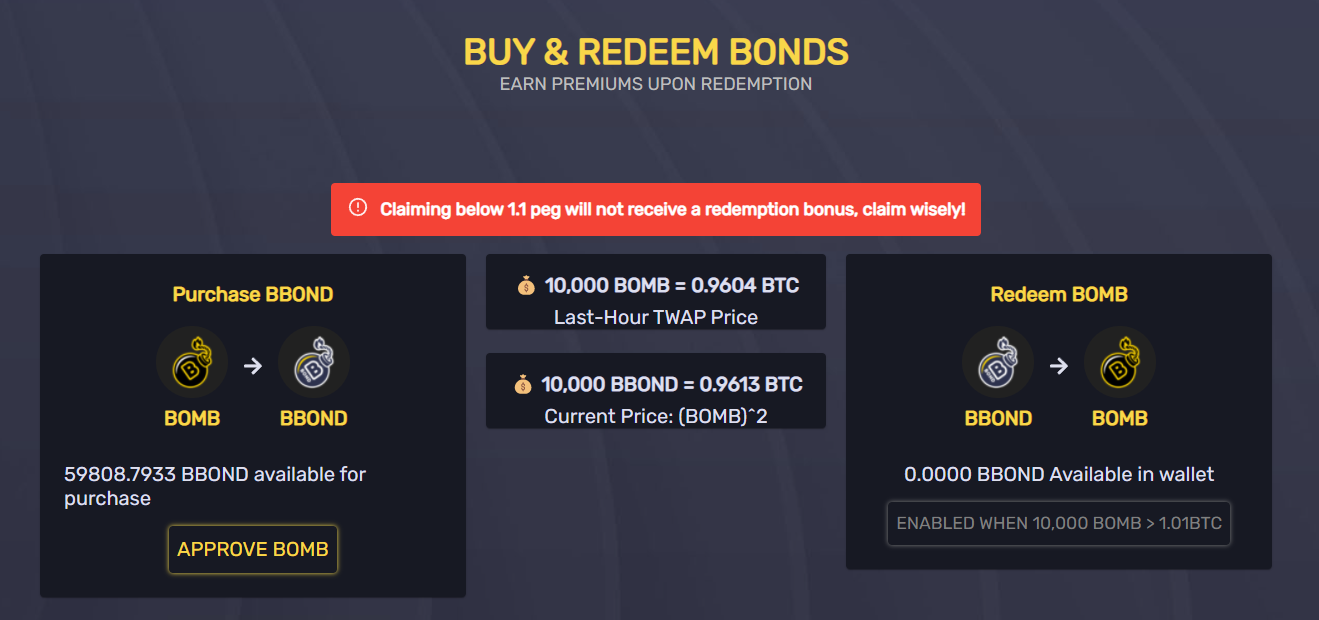 BUY & REDEEM BONDS
EARN PREMIUMS UPON REDEMPTION
Claiming below 1.1 peg will not receive a redemption bonus, claim wisely!
Purchase BBOND
BOMB
BBOND
59808.7933 BBOND available for
purchase
APPROVE BOMB
10,000 BOMB = 0.9604 BTC
Last-Hour TWAP Price
10,000 BBOND = 0.9613 BTC
Current Price: (BOMB)^2
Redeem BOMB
BBOND
BOMB
0.0000 BBOND Available in wallet
ENABLED WHEN 10,000 BOMB > 1.01BTC